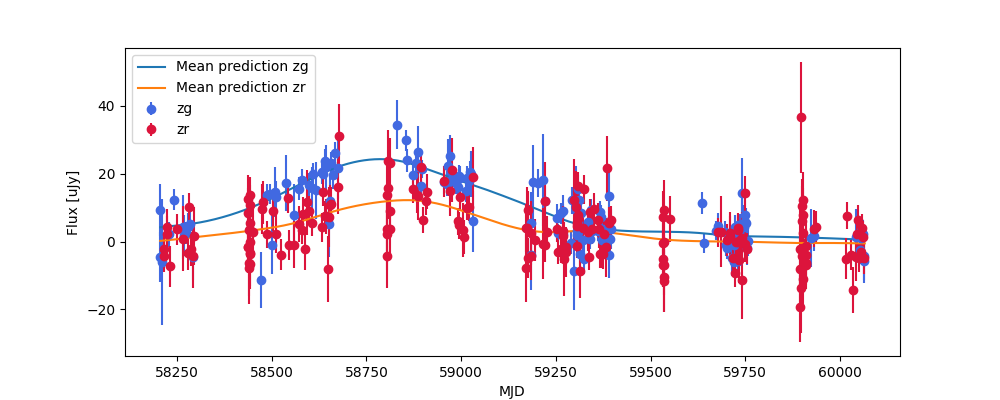 Mean prediction zg
Mean prediction zr
zg
zr
Flux [uJy]
40
20
0
−20
58250 58500 58750 59000 59250 59500 59750 60000
MJD